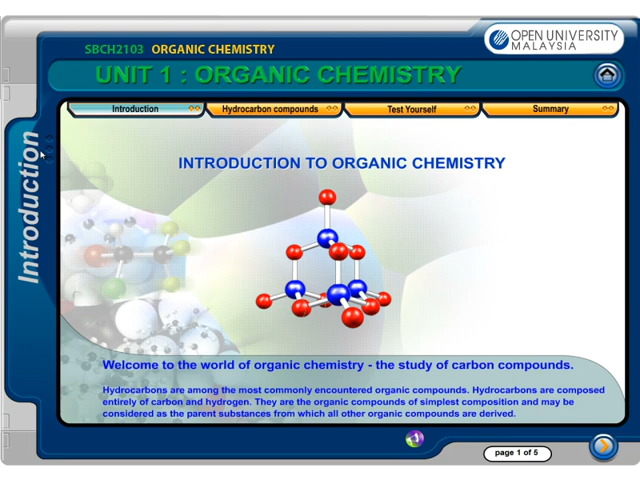 OPEN UNIVERSITY
MALAYSIA
SBCH2103 ORGANIC CHEMISTRY
UNIT 1 : ORGANIC CHEMISTRY
Introduction
Hydrocarbon compounds
Test Yourself
Summary
Introduction
INTRODUCTION TO ORGANIC CHEMISTRY
Welcome to the world of organic chemistry - the study of carbon compounds.
Hydrocarbons are among the most commonly encountered organic compounds. Hydrocarbons are composed
entirely of carbon and hydrogen. They are the organic compounds of simplest composition and may be
considered as the parent substances from which all other organic compounds are derived.
page 1 of 5